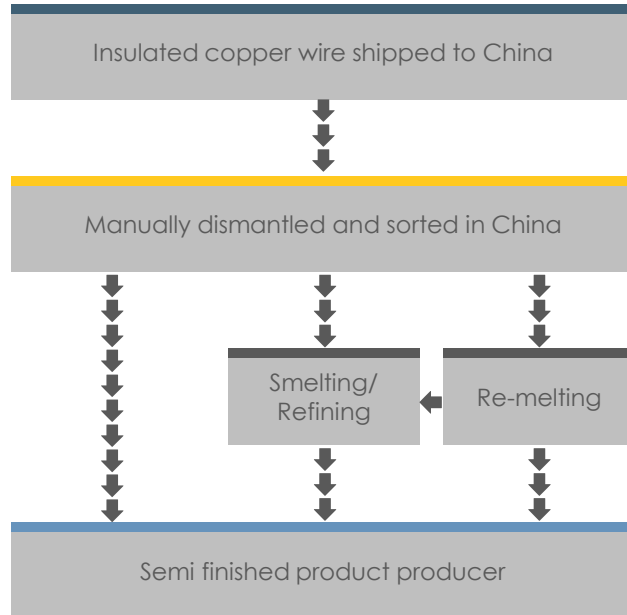 Insulated copper wire shipped to China
Manually dismantled and sorted in China
Smelting/
Refining
Re-melting
Semi finished product producer